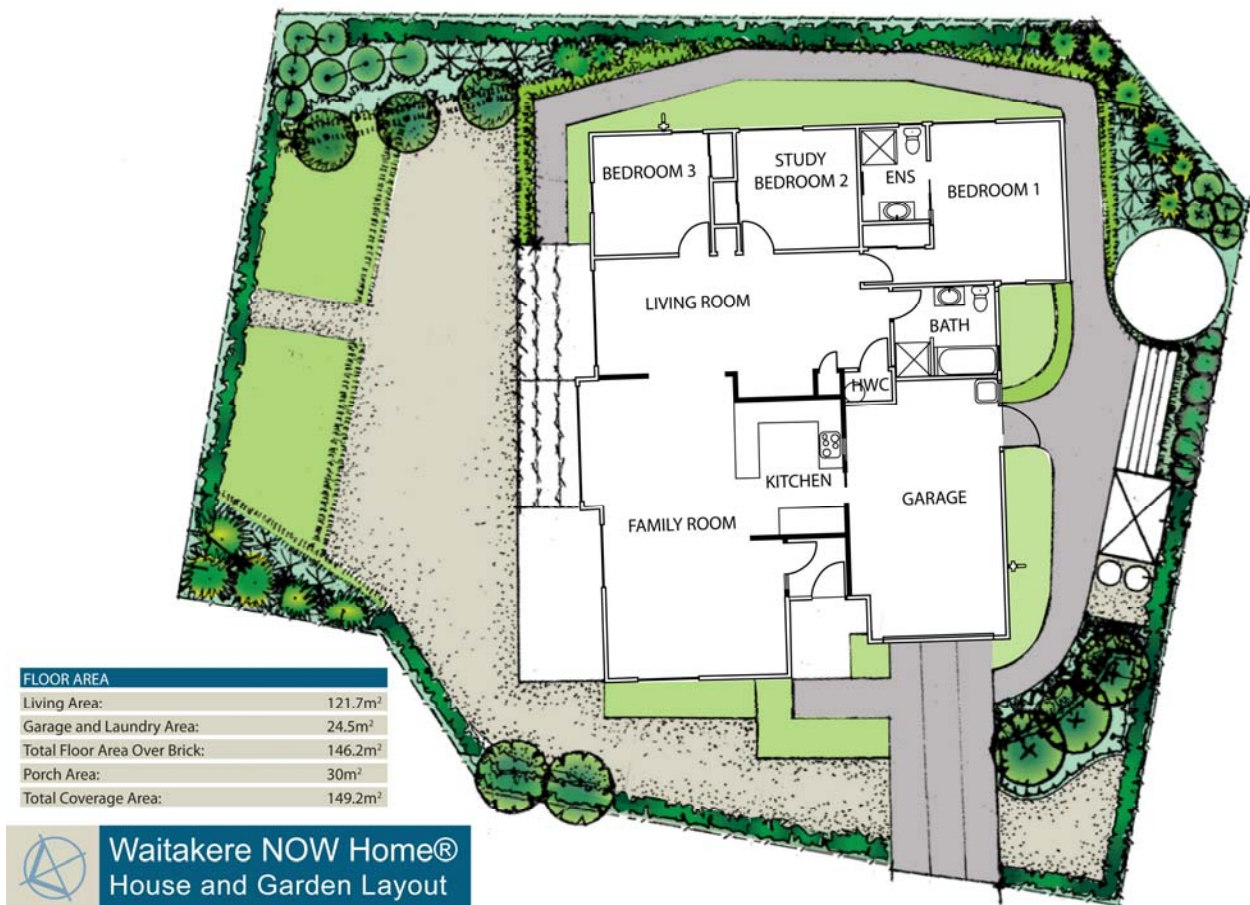 BEDROOM 3
STUDY
BEDROOM 2
ENS
BEDROOM 1
LIVING ROOM
BATH
HWC
KITCHEN
GARAGE
FAMILY ROOM
FLOOR AREA
Living Area: 121.7m²
Garage and Laundry Area: 24.5m²
Total Floor Area Over Brick: 146.2m²
Porch Area: 30m²
Total Coverage Area: 149.2m²
Waitakere NOW Home®
House and Garden Layout